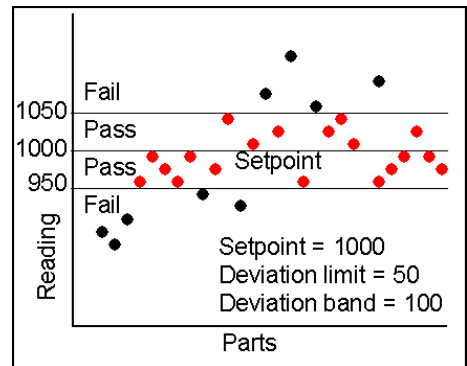 Fail
1050
Pass
1000
Setpoint
Pass
950
Fail
Reading
Setpoint = 1000
Deviation limit = 50
Deviation band = 100
Parts